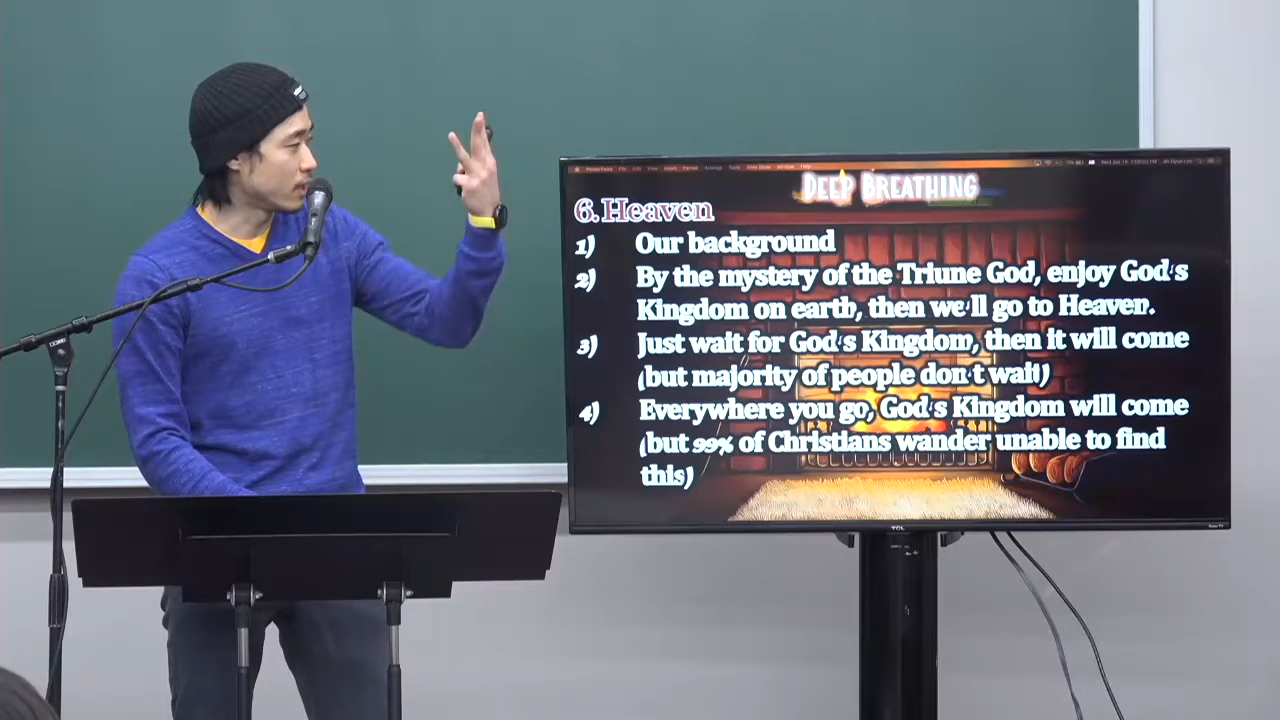 DEEP BREATHING
6. Heaven
1) Our background
2) By the mystery of the Triune God, enjoy God's
Kingdom on earth, then we'll go to Heaven.
3) Just wait for God's Kingdom, then it will come
(but majority of people don't wait)
4) Everywhere you go, God's Kingdom will come
(but 99% of Christians wander unable to find
this)
TCL